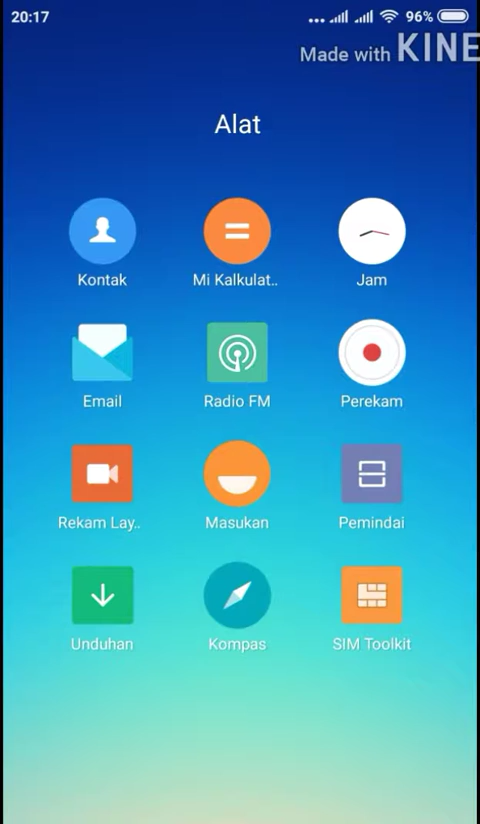 20:17
96%
Made with KINE
Alat
Kontak
Mi Kalkulat..
Jam
Email
Radio FM
Perekam
Rekam Lay..
Masukan
Pemindai
Unduhan
Kompas
SIM Toolkit